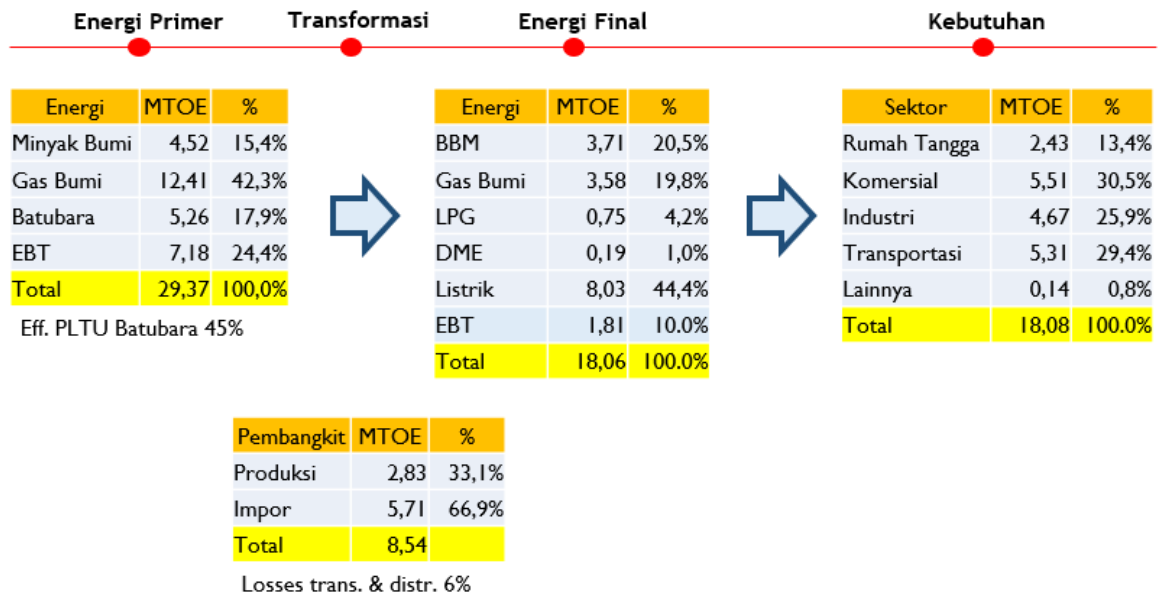 Energi Primer Transformasi Energi Final Kebutuhan
Energi MTOE %
Minyak Bumi 4,52 15,4%
Gas Bumi 12,41 42,3%
Batubara 5,26 17,9%
EBT 7,18 24,4%
Total 29,37 100,0%
Eff. PLTU Batubara 45%
Energi MTOE %
BBM 3,71 20,5%
Gas Bumi 3,58 19,8%
LPG 0,75 4,2%
DME 0,19 1,0%
Listrik 8,03 44,4%
EBT 1,81 10.0%
Total 18,06 100.0%
Sektor MTOE %
Rumah Tangga 2,43 13,4%
Komersial 5,51 30,5%
Industri 4,67 25,9%
Transportasi 5,31 29,4%
Lainnya 0,14 0,8%
Total 18,08 100.0%
Pembangkit MTOE %
Produksi 2,83 33,1%
Impor 5,71 66,9%
Total 8,54
Losses trans. & distr. 6%